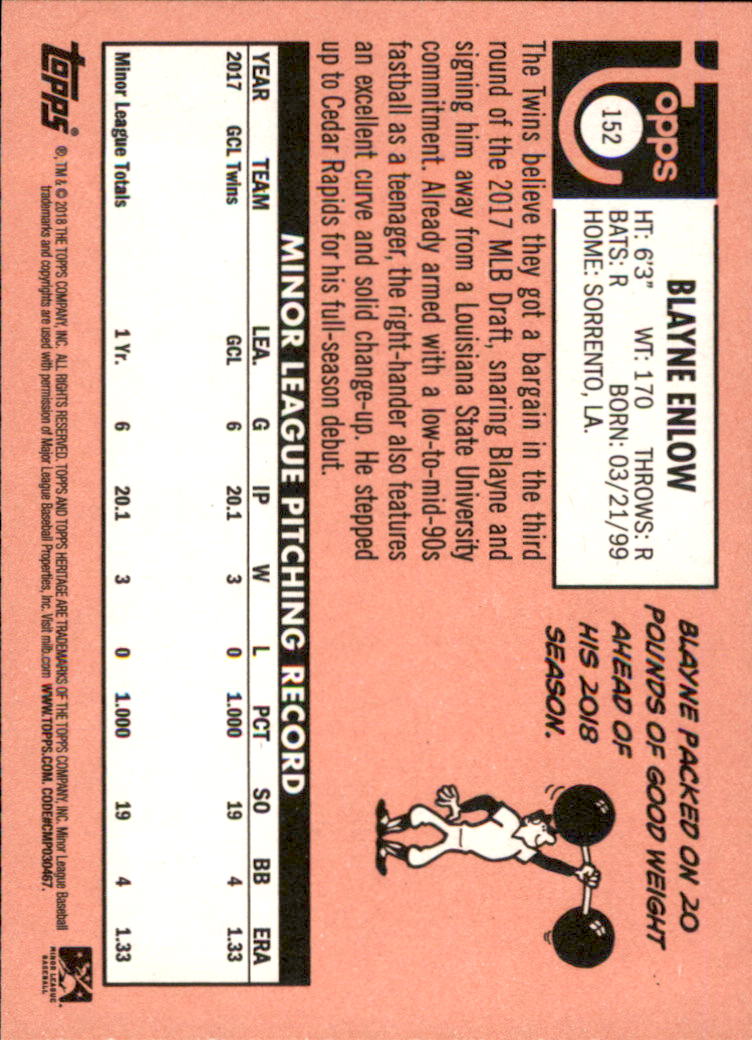 Topps
152
BLAYNE ENLOW
HT: 6'3" WT: 170 THROWS: R
BATS: R BORN: 03/21/99
HOME: SORRENTO, LA.
BLAYNE PACKED ON 20
POUNDS OF GOOD WEIGHT
AHEAD OF
HIS 2018
SEASON.
The Twins believe they got a bargain in the third
round of the 2017 MLB Draft, snaring Blayne and
signing him away from a Louisiana State University
commitment. Already armed with a low-to-mid-90s
fastball as a teenager, the right-hander also features
an excellent curve and solid change-up. He stepped
up to Cedar Rapids for his full-season debut.
MINOR LEAGUE PITCHING RECORD
YEAR TEAM LEA. G IP W L PCT SO BB ERA
2017 GCL Twins GCL 6 20.1 3 0 1.000 19 4 1.33
Minor League Totals 1 Yr. 6 20.1 3 0 1.000 19 4 1.33
topps®
®, TM & © 2018 THE TOPPS COMPANY, INC. ALL RIGHTS RESERVED. TOPPS AND TOPPS HERITAGE ARE TRADEMARKS OF THE TOPPS COMPANY, INC. Minor League Baseball
trademarks and copyrights are used with permission of Major League Baseball Properties, Inc. Visit milb.com WWW.TOPPS.COM. CODE#CMP030467.
MINOR LEAGUE
BASEBALL